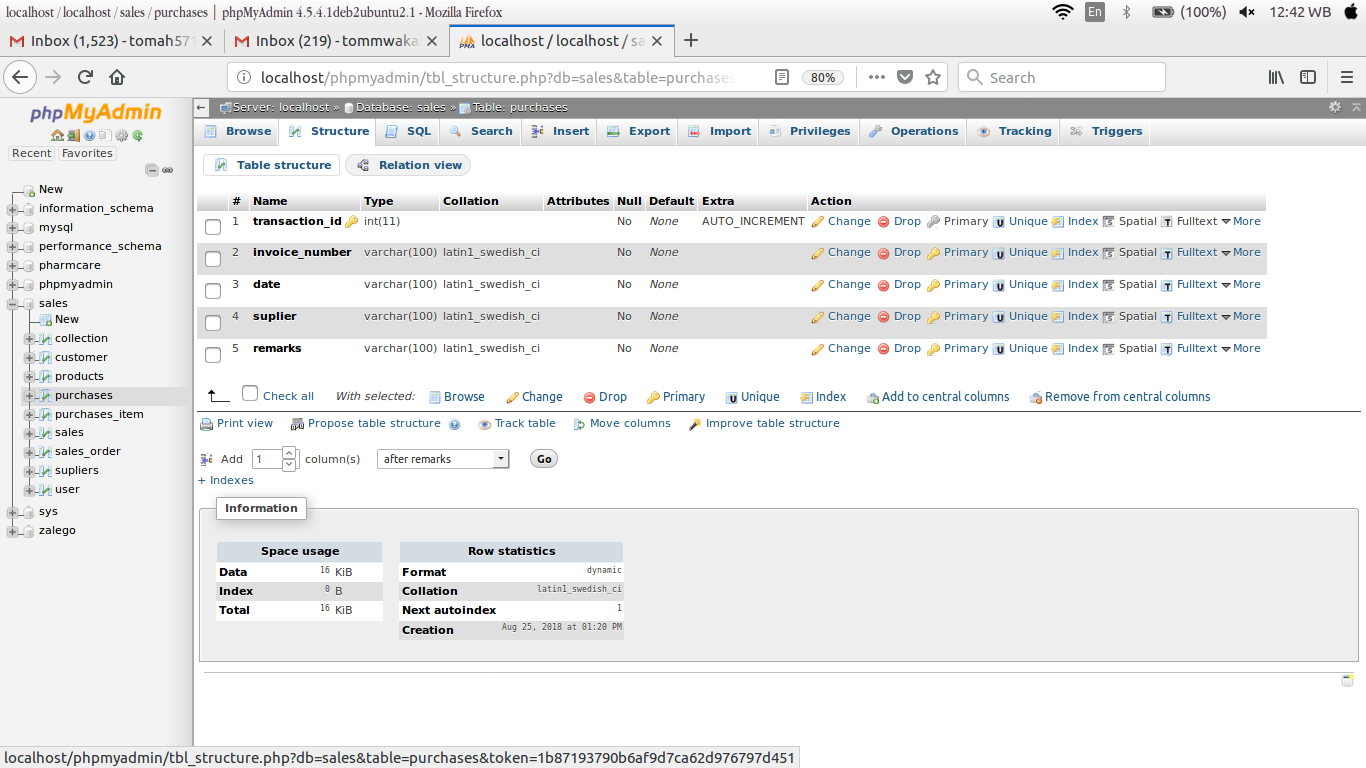 localhost / localhost / sales / purchases | phpMyAdmin 4.5.4.1deb2ubuntu2.1 - Mozilla Firefox
En (100%) 12:42 WB
Inbox (1,523) - tomah571
Inbox (219) - tommwaka
localhost / localhost / sa
localhost/phpmyadmin/tbl_structure.php?db=sales&table=purchases
80%
Search
phpMyAdmin
Recent Favorites
New
information_schema
mysql
performance_schema
pharmcare
phpmyadmin
sales
New
collection
customer
products
purchases
purchases_item
sales
sales_order
supliers
user
sys
zalego
Server: localhost » Database: sales » Table: purchases
Browse Structure SQL Search Insert Export Import Privileges Operations Tracking Triggers
Table structure Relation view
# Name Type Collation Attributes Null Default Extra Action
1 transaction_id int(11) No None AUTO_INCREMENT Change Drop Primary Unique Index Spatial Fulltext More
2 invoice_number varchar(100) latin1_swedish_ci No None Change Drop Primary Unique Index Spatial Fulltext More
3 date varchar(100) latin1_swedish_ci No None Change Drop Primary Unique Index Spatial Fulltext More
4 suplier varchar(100) latin1_swedish_ci No None Change Drop Primary Unique Index Spatial Fulltext More
5 remarks varchar(100) latin1_swedish_ci No None Change Drop Primary Unique Index Spatial Fulltext More
Check all With selected: Browse Change Drop Primary Unique Index Add to central columns Remove from central columns
Print view Propose table structure Track table Move columns Improve table structure
Add 1 column(s) after remarks Go
+ Indexes
Information
Space usage
Data 16 KiB
Index 0 B
Total 16 KiB
Row statistics
Format dynamic
Collation latin1_swedish_ci
Next autoindex 1
Creation Aug 25, 2018 at 01:20 PM
localhost/phpmyadmin/tbl_structure.php?db=sales&table=purchases&token=1b87193790b6af9d7ca62d976797d451